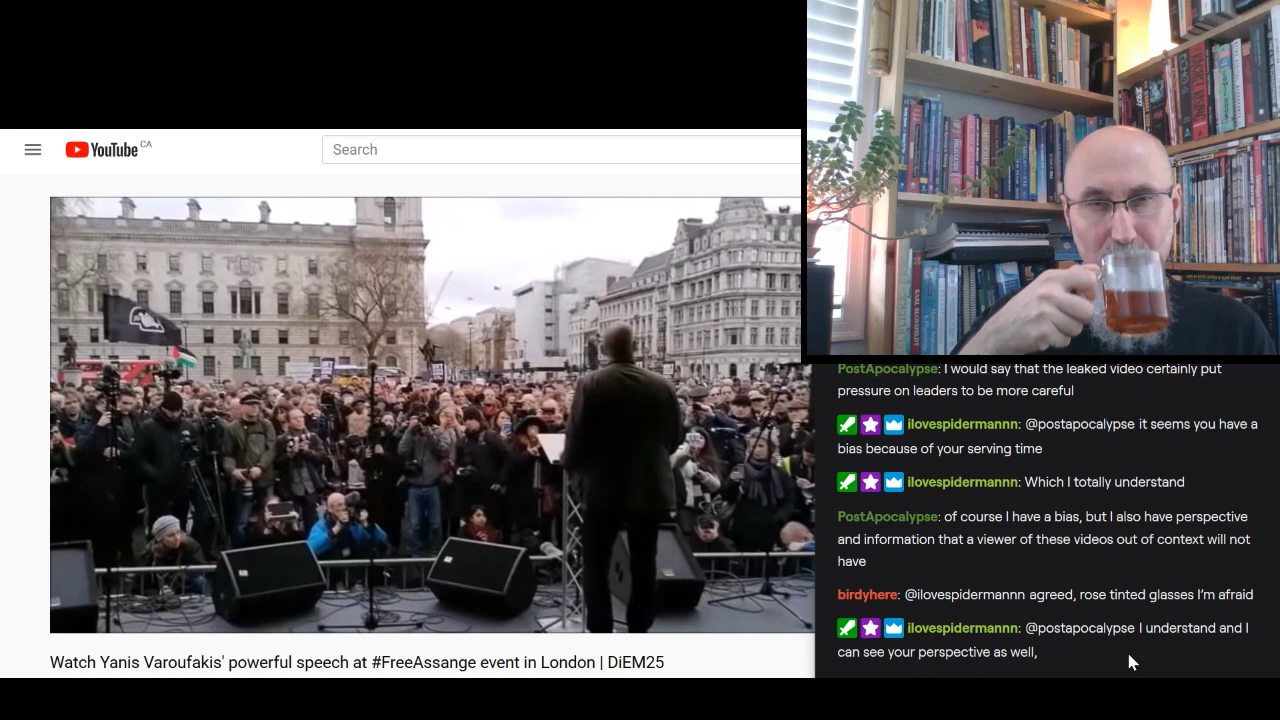 YouTube CA
Search
Watch Yanis Varoufakis' powerful speech at #FreeAssange event in London | DiEM25
PostApocalypse: I would say that the leaked video certainly put
pressure on leaders to be more careful
ilovespidermannn: @postapocalypse it seems you have a
bias because of your serving time
ilovespidermannn: Which I totally understand
PostApocalypse: of course I have a bias, but I also have perspective
and information that a viewer of these videos out of context will not
have
birdyhere: @ilovespidermannn agreed, rose tinted glasses I'm afraid
ilovespidermannn: @postapocalypse I understand and I
can see your perspective as well,